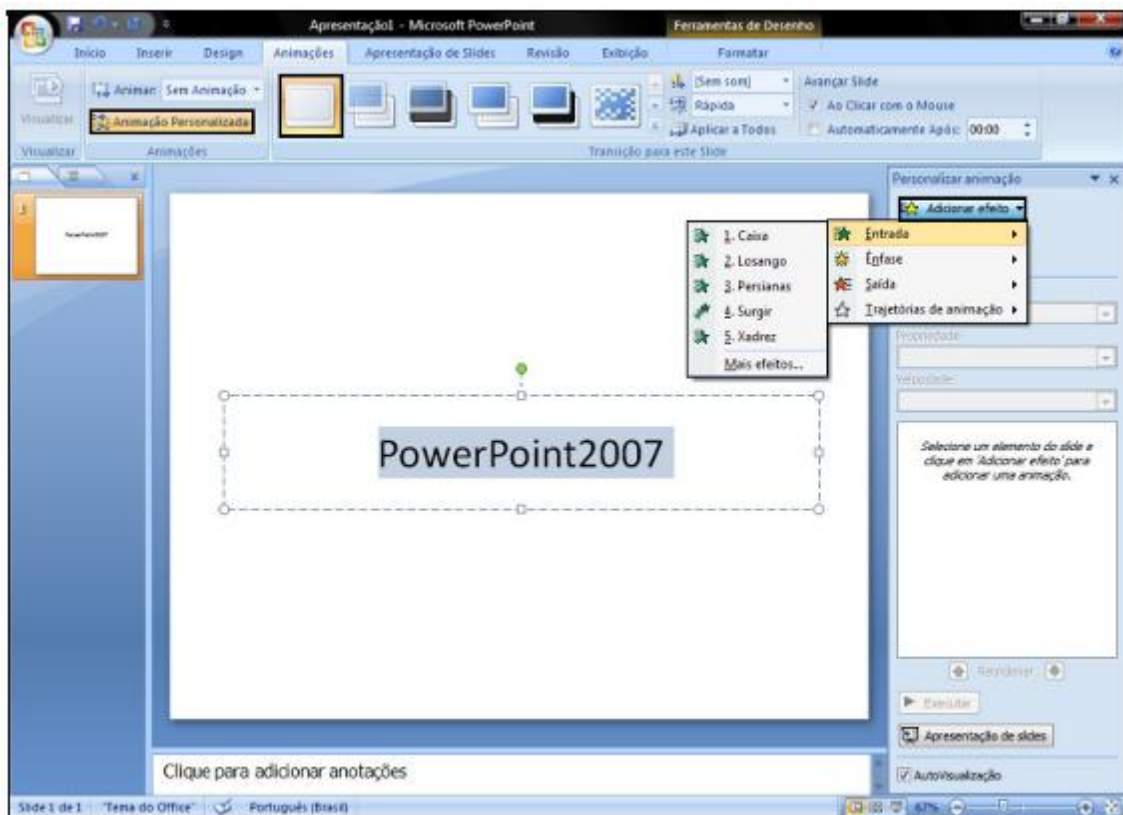 Apresentação1 - Microsoft PowerPoint
Ferramentas de Desenho
Início Inserir Design Animações Apresentação de Slides Revisão Exibição Formatar
Visualizar
Animar: Sem Animação
Animação Personalizada
[Sem som]
Rápida
Aplicar a Todos
Avançar Slide
Ao Clicar com o Mouse
Automaticamente Após: 00:00
Visualizar Animações Transição para este Slide
PowerPoint2007
Personalizar animação
Adicionar efeito
Entrada
Ênfase
Saída
Trajetórias de animação
1. Caixa
2. Losango
3. Persianas
4. Surgir
5. Xadrez
Mais efeitos...
Propriedade:
Velocidade:
PowerPoint2007
Selecione um elemento do slide e
clique em 'Adicionar efeito' para
adicionar uma animação.
Reordenar
Executar
Apresentação de slides
AutoVisualização
Clique para adicionar anotações
Slide 1 de 1 "Tema do Office" Português (Brasil) 67%